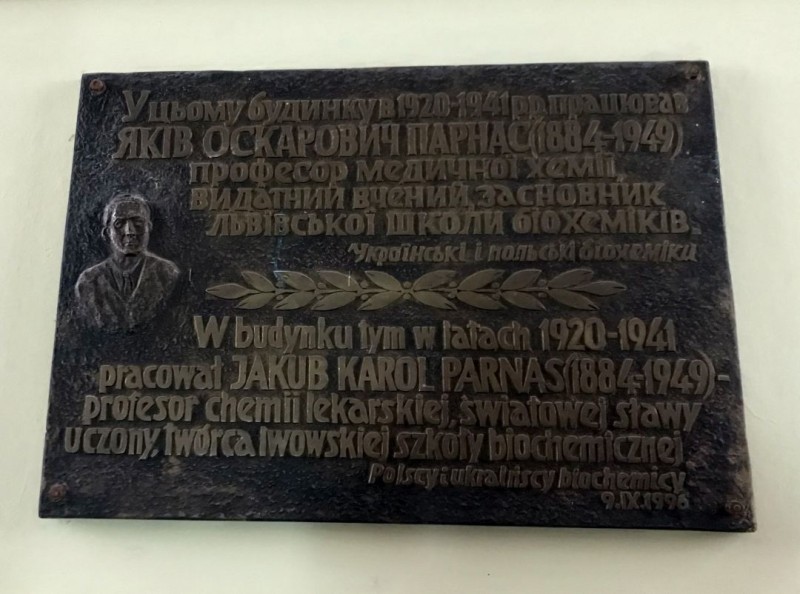 У цьому будинку в 1920-1941 рр. працював
ЯКІВ ОСКАРОВИЧ ПАРНАС (1884-1949)
професор медичної хемії,
видатний вчений, засновник
львівської школи біохеміків.
Українські і польські біохеміки
W budynku tym w latach 1920-1941
pracował JAKUB KAROL PARNAS (1884-1949)-
profesor chemii lekarskiej, światowej sławy
uczony, twórca lwowskiej szkoły biochemicznej
Polscy i ukraińscy biochemicy
9.IX.1996